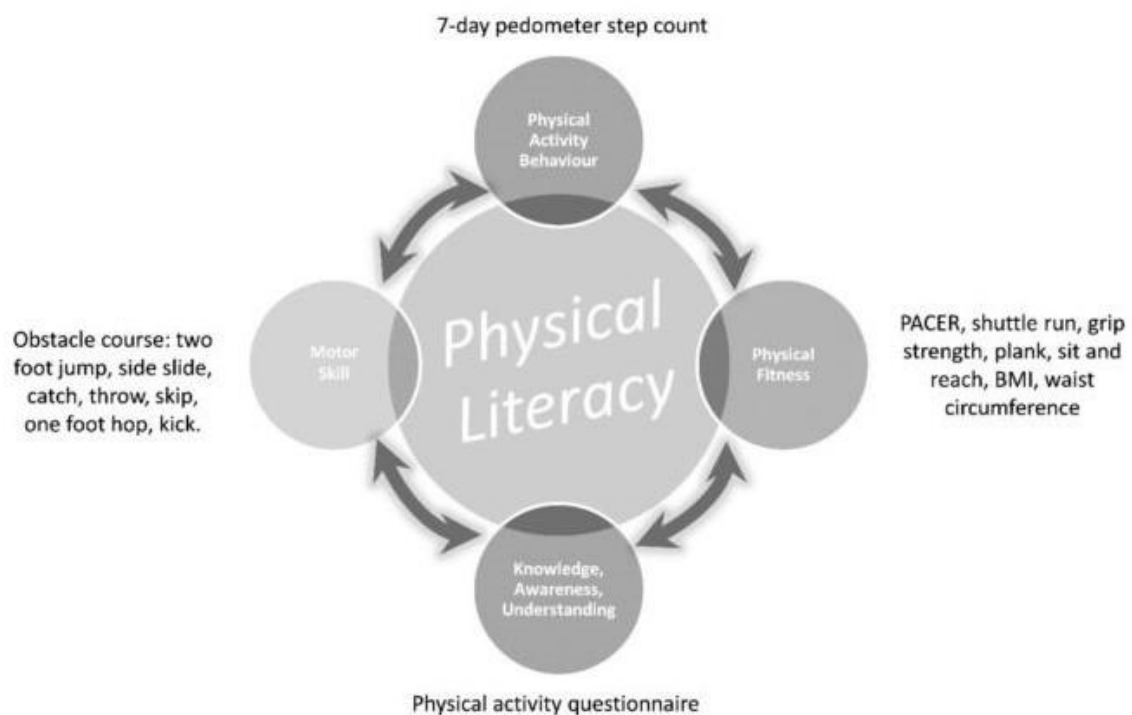 7-day pedometer step count
Physical
Activity
Behaviour
Obstacle course: two
foot jump, side slide,
catch, throw, skip,
one foot hop, kick.
Motor
Skill
Physical
Literacy
Physical
Fitness
PACER, shuttle run, grip
strength, plank, sit and
reach, BMI, waist
circumference
Knowledge,
Awareness,
Understanding
Physical activity questionnaire